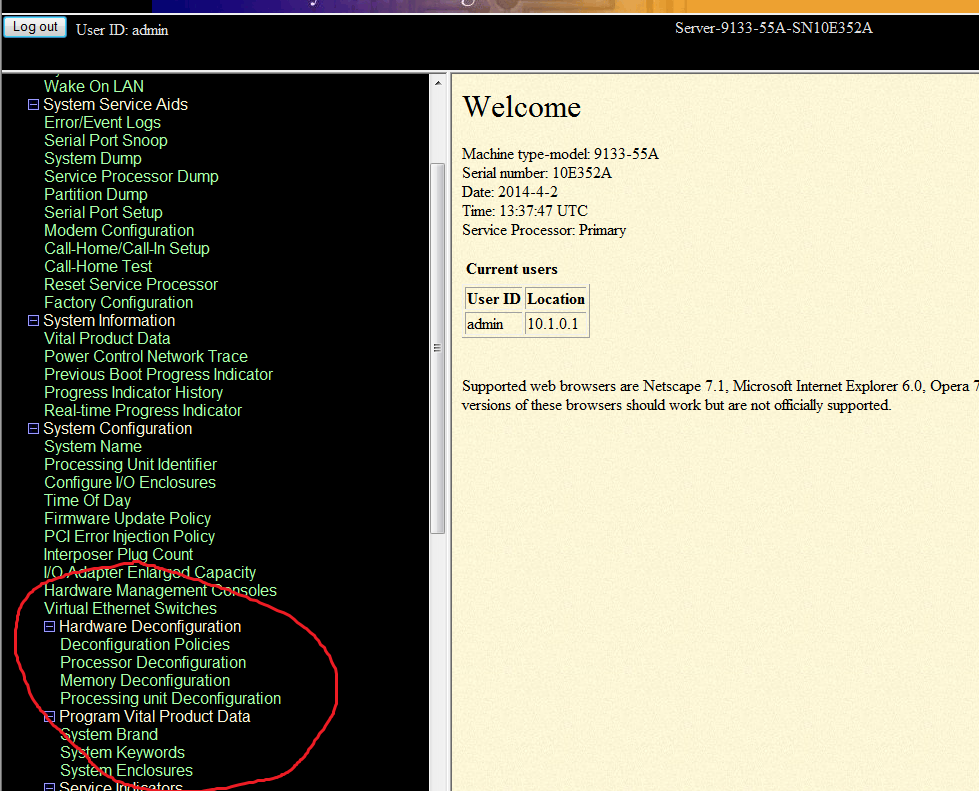 Log out
User ID: admin
Server-9133-55A-SN10E352A
Wake On LAN
System Service Aids
Error/Event Logs
Serial Port Snoop
System Dump
Service Processor Dump
Partition Dump
Serial Port Setup
Modem Configuration
Call-Home/Call-In Setup
Call-Home Test
Reset Service Processor
Factory Configuration
System Information
Vital Product Data
Power Control Network Trace
Previous Boot Progress Indicator
Progress Indicator History
Real-time Progress Indicator
System Configuration
System Name
Processing Unit Identifier
Configure I/O Enclosures
Time Of Day
Firmware Update Policy
PCI Error Injection Policy
Interposer Plug Count
I/O Adapter Enlarged Capacity
Hardware Management Consoles
Virtual Ethernet Switches
Hardware Deconfiguration
Deconfiguration Policies
Processor Deconfiguration
Memory Deconfiguration
Processing unit Deconfiguration
Program Vital Product Data
System Brand
System Keywords
System Enclosures
Service Indicators
Welcome
Machine type-model: 9133-55A
Serial number: 10E352A
Date: 2014-4-2
Time: 13:37:47 UTC
Service Processor: Primary
Current users
User ID Location
admin 10.1.0.1
Supported web browsers are Netscape 7.1, Microsoft Internet Explorer 6.0, Opera 7
versions of these browsers should work but are not officially supported.